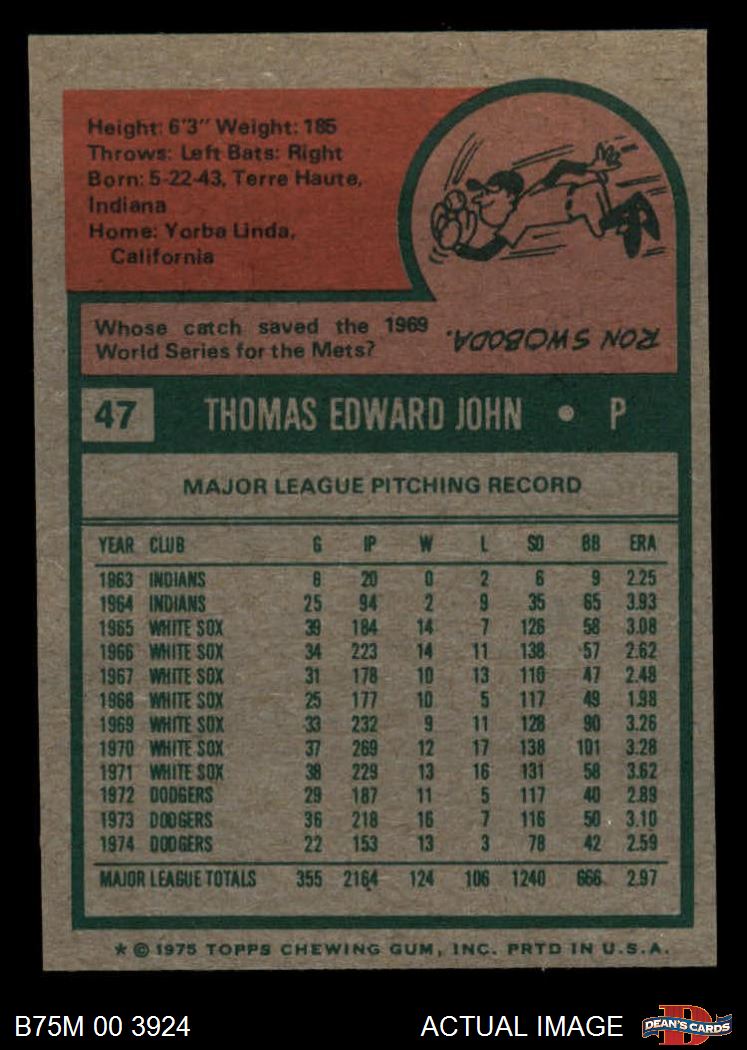 Height: 6'3" Weight: 185
Throws: Left Bats: Right
Born: 5-22-43, Terre Haute,
Indiana
Home: Yorba Linda,
California
Whose catch saved the 1969
World Series for the Mets?
RON SWOBODA.
47 THOMAS EDWARD JOHN • P
MAJOR LEAGUE PITCHING RECORD
YEAR CLUB G IP W L SO BB ERA
1963 INDIANS 6 20 0 2 6 9 2.25
1964 INDIANS 25 94 2 9 35 65 3.93
1965 WHITE SOX 39 184 14 7 126 58 3.08
1966 WHITE SOX 34 223 14 11 138 57 2.62
1967 WHITE SOX 31 178 10 13 110 47 2.48
1968 WHITE SOX 25 177 10 5 117 49 1.98
1969 WHITE SOX 33 232 9 11 128 90 3.26
1970 WHITE SOX 37 269 12 17 138 101 3.28
1971 WHITE SOX 38 229 13 16 131 58 3.62
1972 DODGERS 29 187 11 5 117 40 2.89
1973 DODGERS 36 218 16 7 116 50 3.10
1974 DODGERS 22 153 13 3 78 42 2.59
MAJOR LEAGUE TOTALS 355 2164 124 106 1240 666 2.97
* © 1975 TOPPS CHEWING GUM, INC. PRTD IN U.S.A.
B75M 00 3924 ACTUAL IMAGE D DEAN'S CARDS